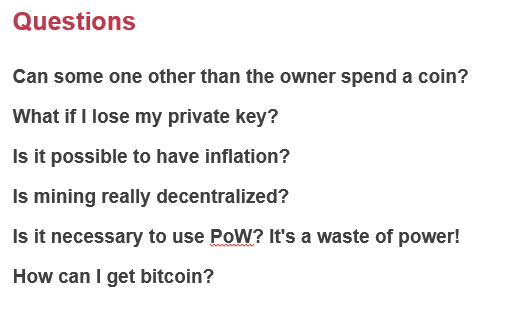 Questions
Can some one other than the owner spend a coin?
What if I lose my private key?
Is it possible to have inflation?
Is mining really decentralized?
Is it necessary to use PoW? It's a waste of power!
How can I get bitcoin?